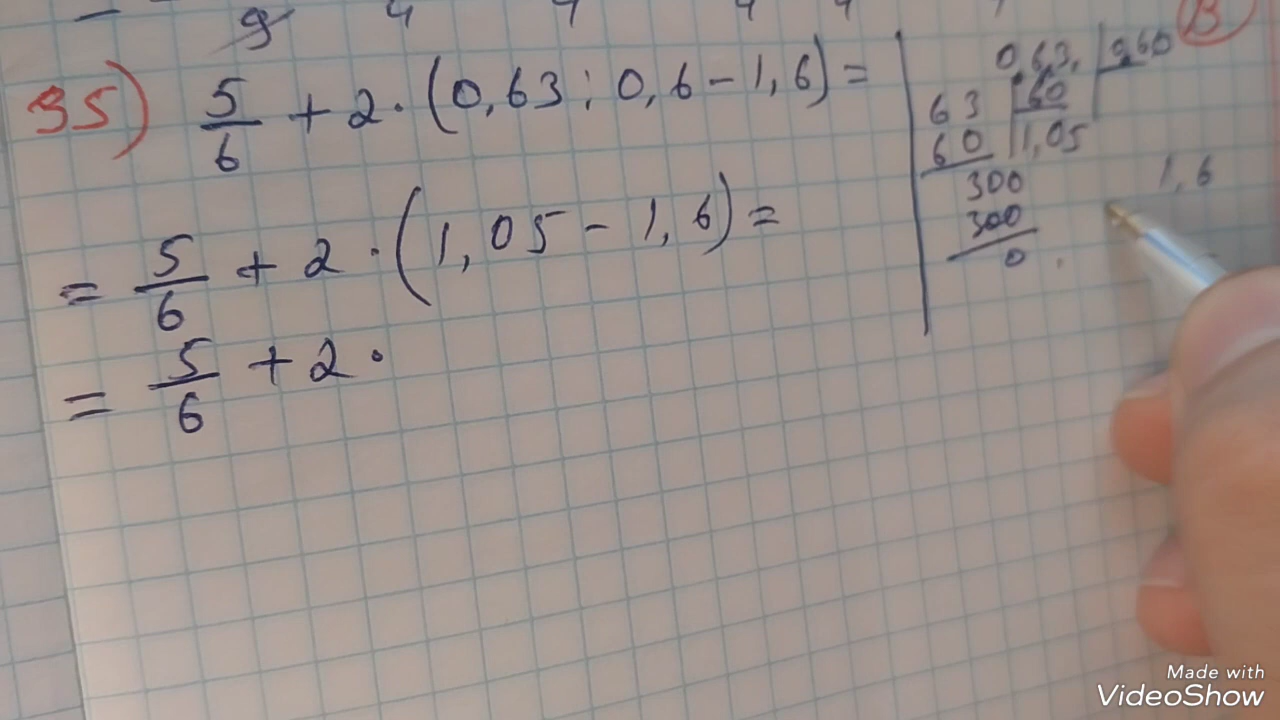 95) 5/6 + 2 · (0,63 : 0,6 - 1,6) =
= 5/6 + 2 · (1,05 - 1,6) =
= 5/6 + 2 ·
0,63, 0,60
63 60
60 1,05
300
300
0
1,6
Made with
VideoShow